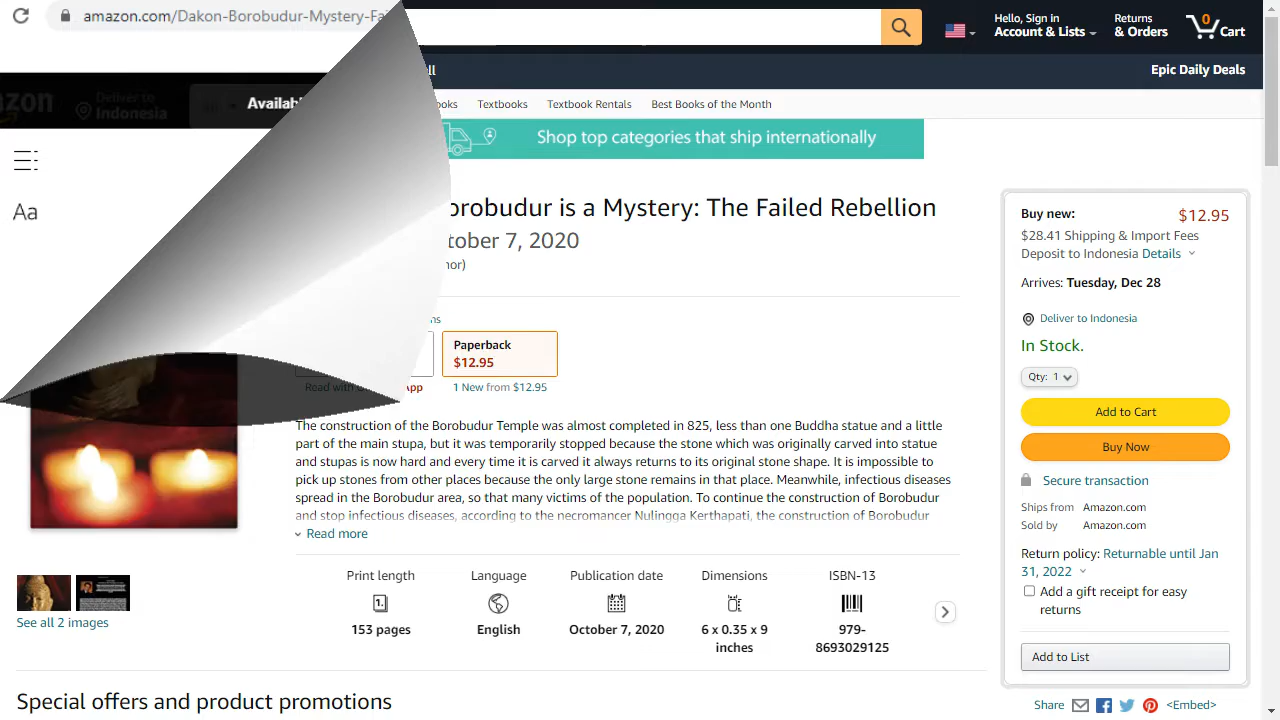 amazon.com/Dakon-Borobudur-Mystery-Fai
Hello, Sign in
Account & Lists
Returns
& Orders
0
Cart
Deliver to
Indonesia
Epic Daily Deals
Textbooks
Textbook Rentals
Best Books of the Month
Shop top categories that ship internationally
Aa
orobudur is a Mystery: The Failed Rebellion
tober 7, 2020
Paperback
$12.95
1 New from $12.95
The construction of the Borobudur Temple was almost completed in 825, less than one Buddha statue and a little
part of the main stupa, but it was temporarily stopped because the stone which was originally carved into statue
and stupas is now hard and every time it is carved it always returns to its original stone shape. It is impossible to
pick up stones from other places because the only large stone remains in that place. Meanwhile, infectious diseases
spread in the Borobudur area, so that many victims of the population. To continue the construction of Borobudur
and stop infectious diseases, according to the necromancer Nulingga Kerthapati, the construction of Borobudur
Read more
Print length
153 pages
Language
English
Publication date
October 7, 2020
Dimensions
6 x 0.35 x 9
inches
ISBN-13
979-
8693029125
See all 2 images
Special offers and product promotions
Buy new:
$12.95
$28.41 Shipping & Import Fees
Deposit to Indonesia Details
Arrives: Tuesday, Dec 28
Deliver to Indonesia
In Stock.
Qty: 1
Add to Cart
Buy Now
Secure transaction
Ships from Amazon.com
Sold by Amazon.com
Return policy: Returnable until Jan
31, 2022
Add a gift receipt for easy
returns
Add to List
Share
<Embed>